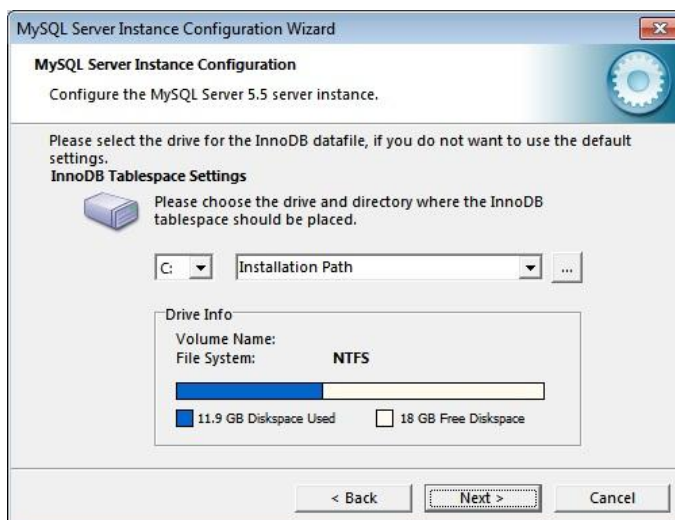 MySQL Server Instance Configuration Wizard
MySQL Server Instance Configuration
Configure the MySQL Server 5.5 server instance.
Please select the drive for the InnoDB datafile, if you do not want to use the default
settings.
InnoDB Tablespace Settings
Please choose the drive and directory where the InnoDB
tablespace should be placed.
C: Installation Path ...
Drive Info
Volume Name:
File System: NTFS
11.9 GB Diskspace Used 18 GB Free Diskspace
< Back Next > Cancel